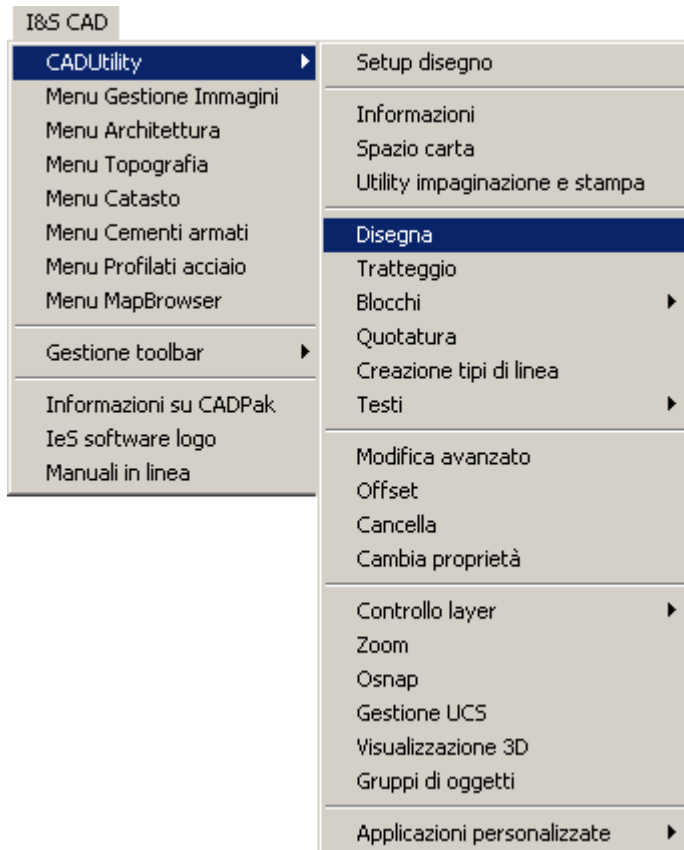 I&S CAD
CADUtility
Menu Gestione Immagini
Menu Architettura
Menu Topografia
Menu Catasto
Menu Cementi armati
Menu Profilati acciaio
Menu MapBrowser
Gestione toolbar
Informazioni su CADPak
IeS software logo
Manuali in linea
Setup disegno
Informazioni
Spazio carta
Utility impaginazione e stampa
Disegna
Tratteggio
Blocchi
Quotatura
Creazione tipi di linea
Testi
Modifica avanzato
Offset
Cancella
Cambia proprietà
Controllo layer
Zoom
Osnap
Gestione UCS
Visualizzazione 3D
Gruppi di oggetti
Applicazioni personalizzate